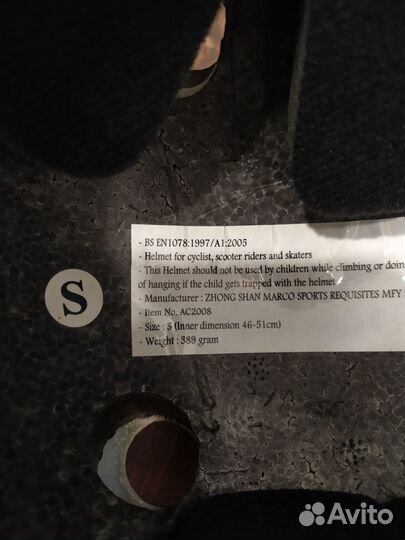 - BS EN1078:1997/A1:2005
- Helmet for cyclist, scooter riders and skaters
- This Helmet should not be used by children while climbing or doin
of hanging if the child gets trapped with the helmet.
- Manufacturer : ZHONG SHAN MARCO SPORTS REQUISITES MFY
- Item No. AC2008
- Size : S (Inner dimension 46-51cm)
- Weight : 389 gram
S
Avito